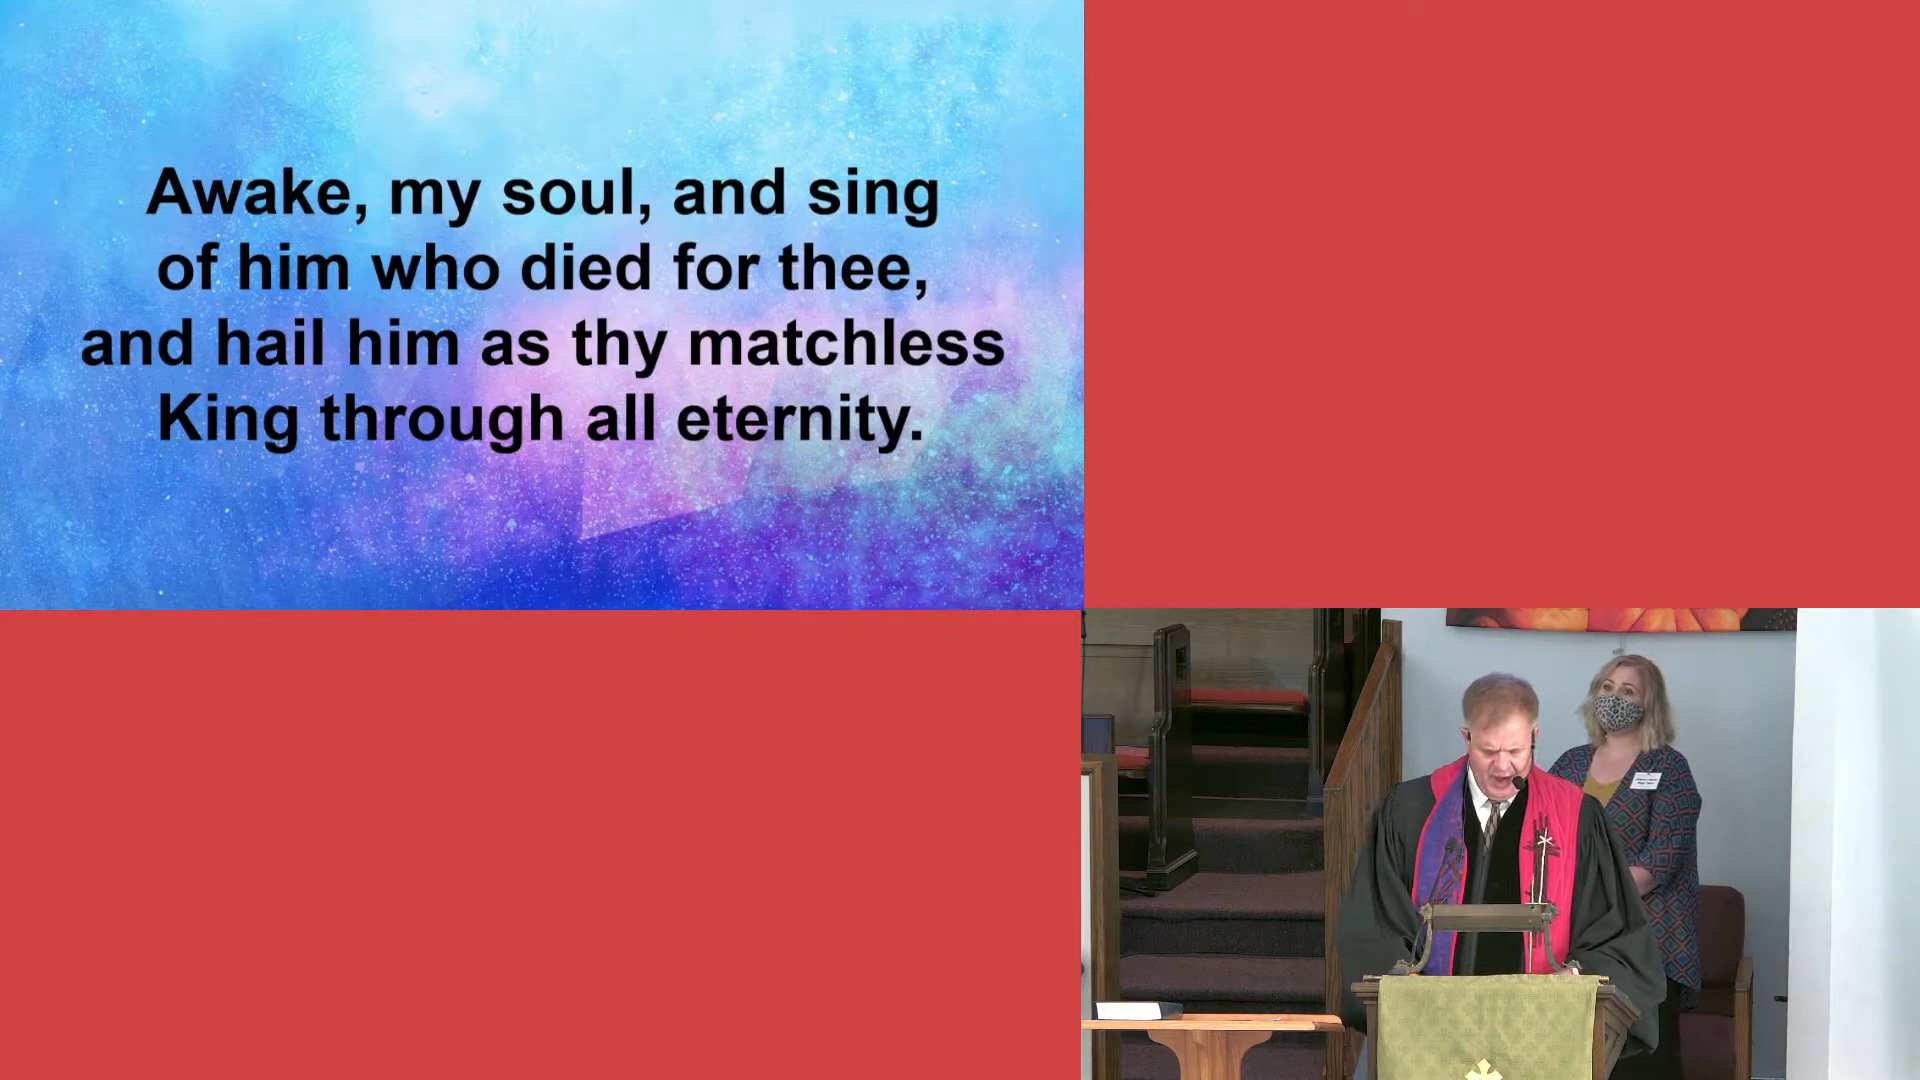 Awake, my soul, and sing
of him who died for thee,
and hail him as thy matchless
King through all eternity.